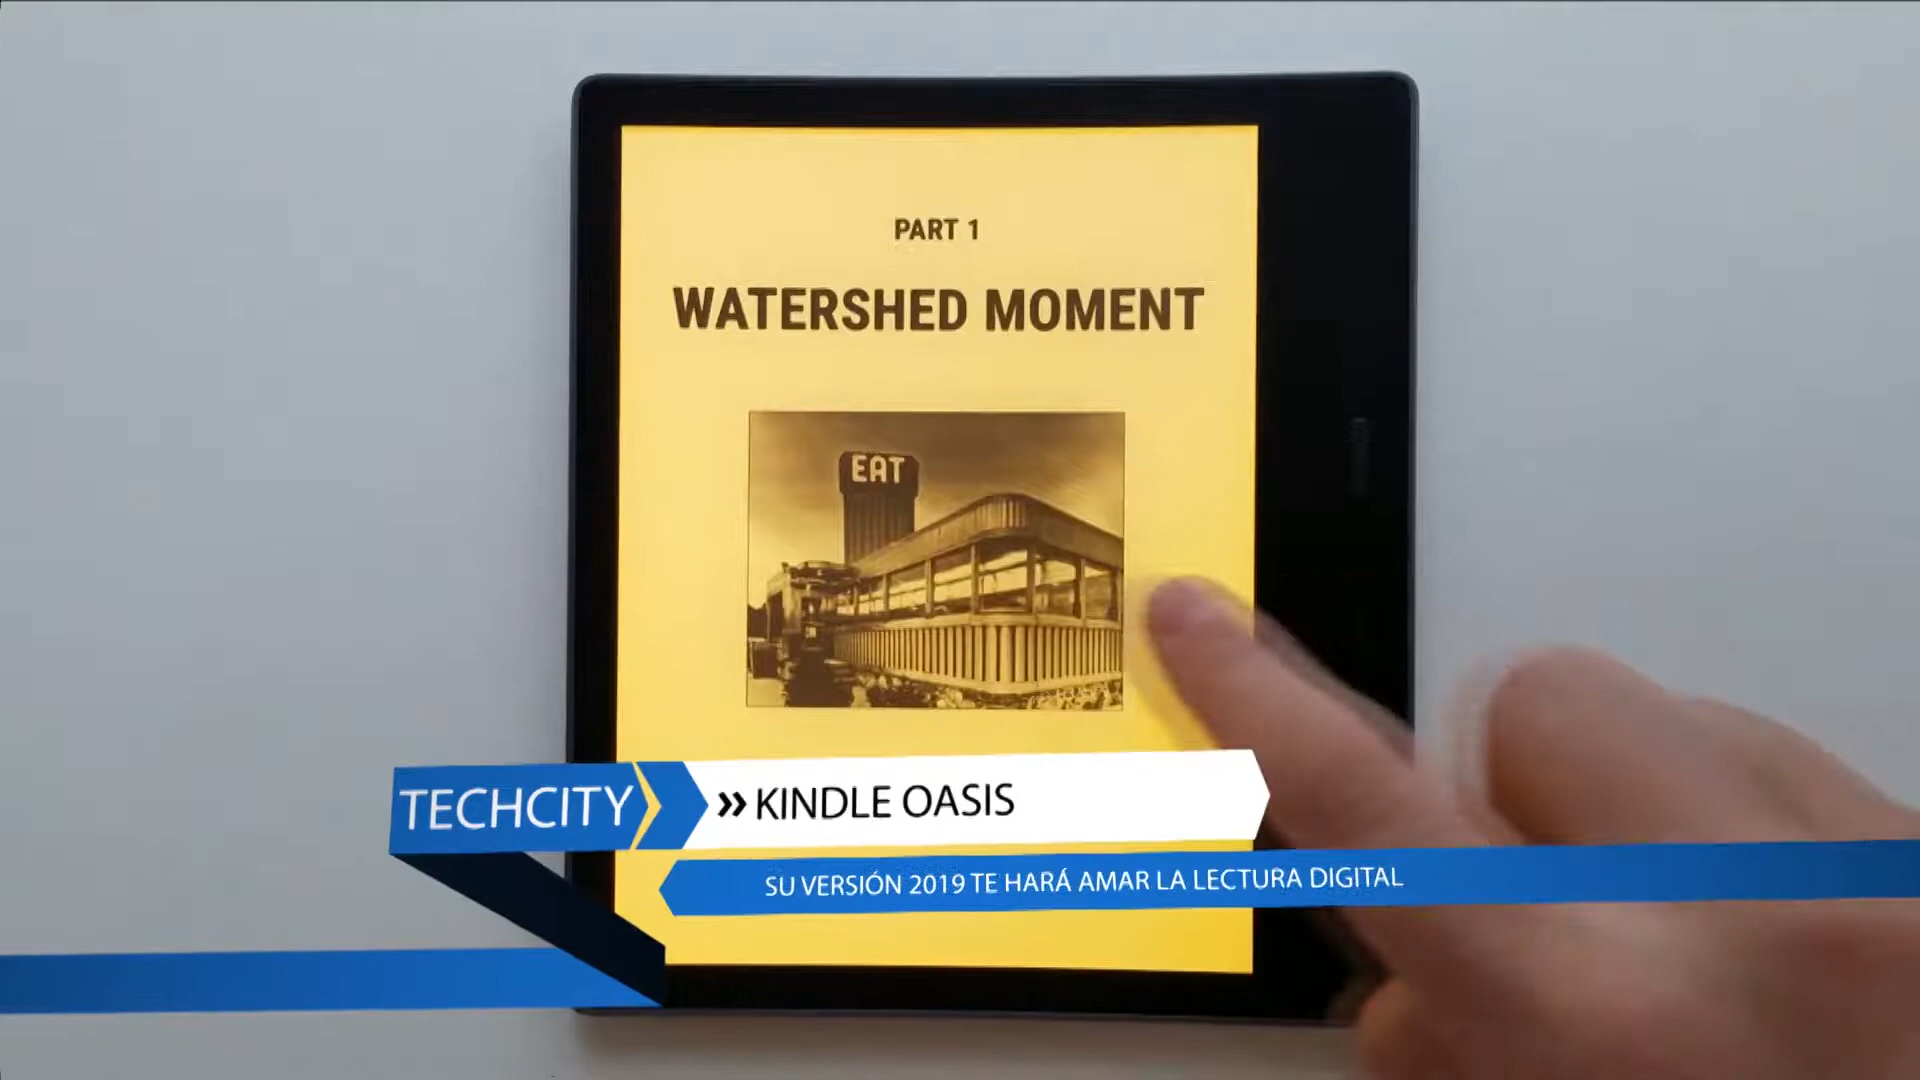 PART 1
WATERSHED MOMENT
EAT
TECHCITY
» KINDLE OASIS
SU VERSIÓN 2019 TE HARÁ AMAR LA LECTURA DIGITAL